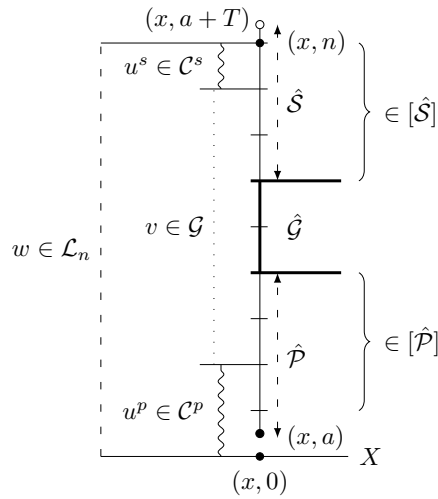 (x, a + T)
(x, n)
u^s ∈ 𝒞^s
𝒮̂
∈ [𝒮̂]
v ∈ 𝒢
𝒢̂
w ∈ ℒ_n
∈ [𝒫̂]
𝒫̂
u^p ∈ 𝒞^p
(x, a)
X
(x, 0)